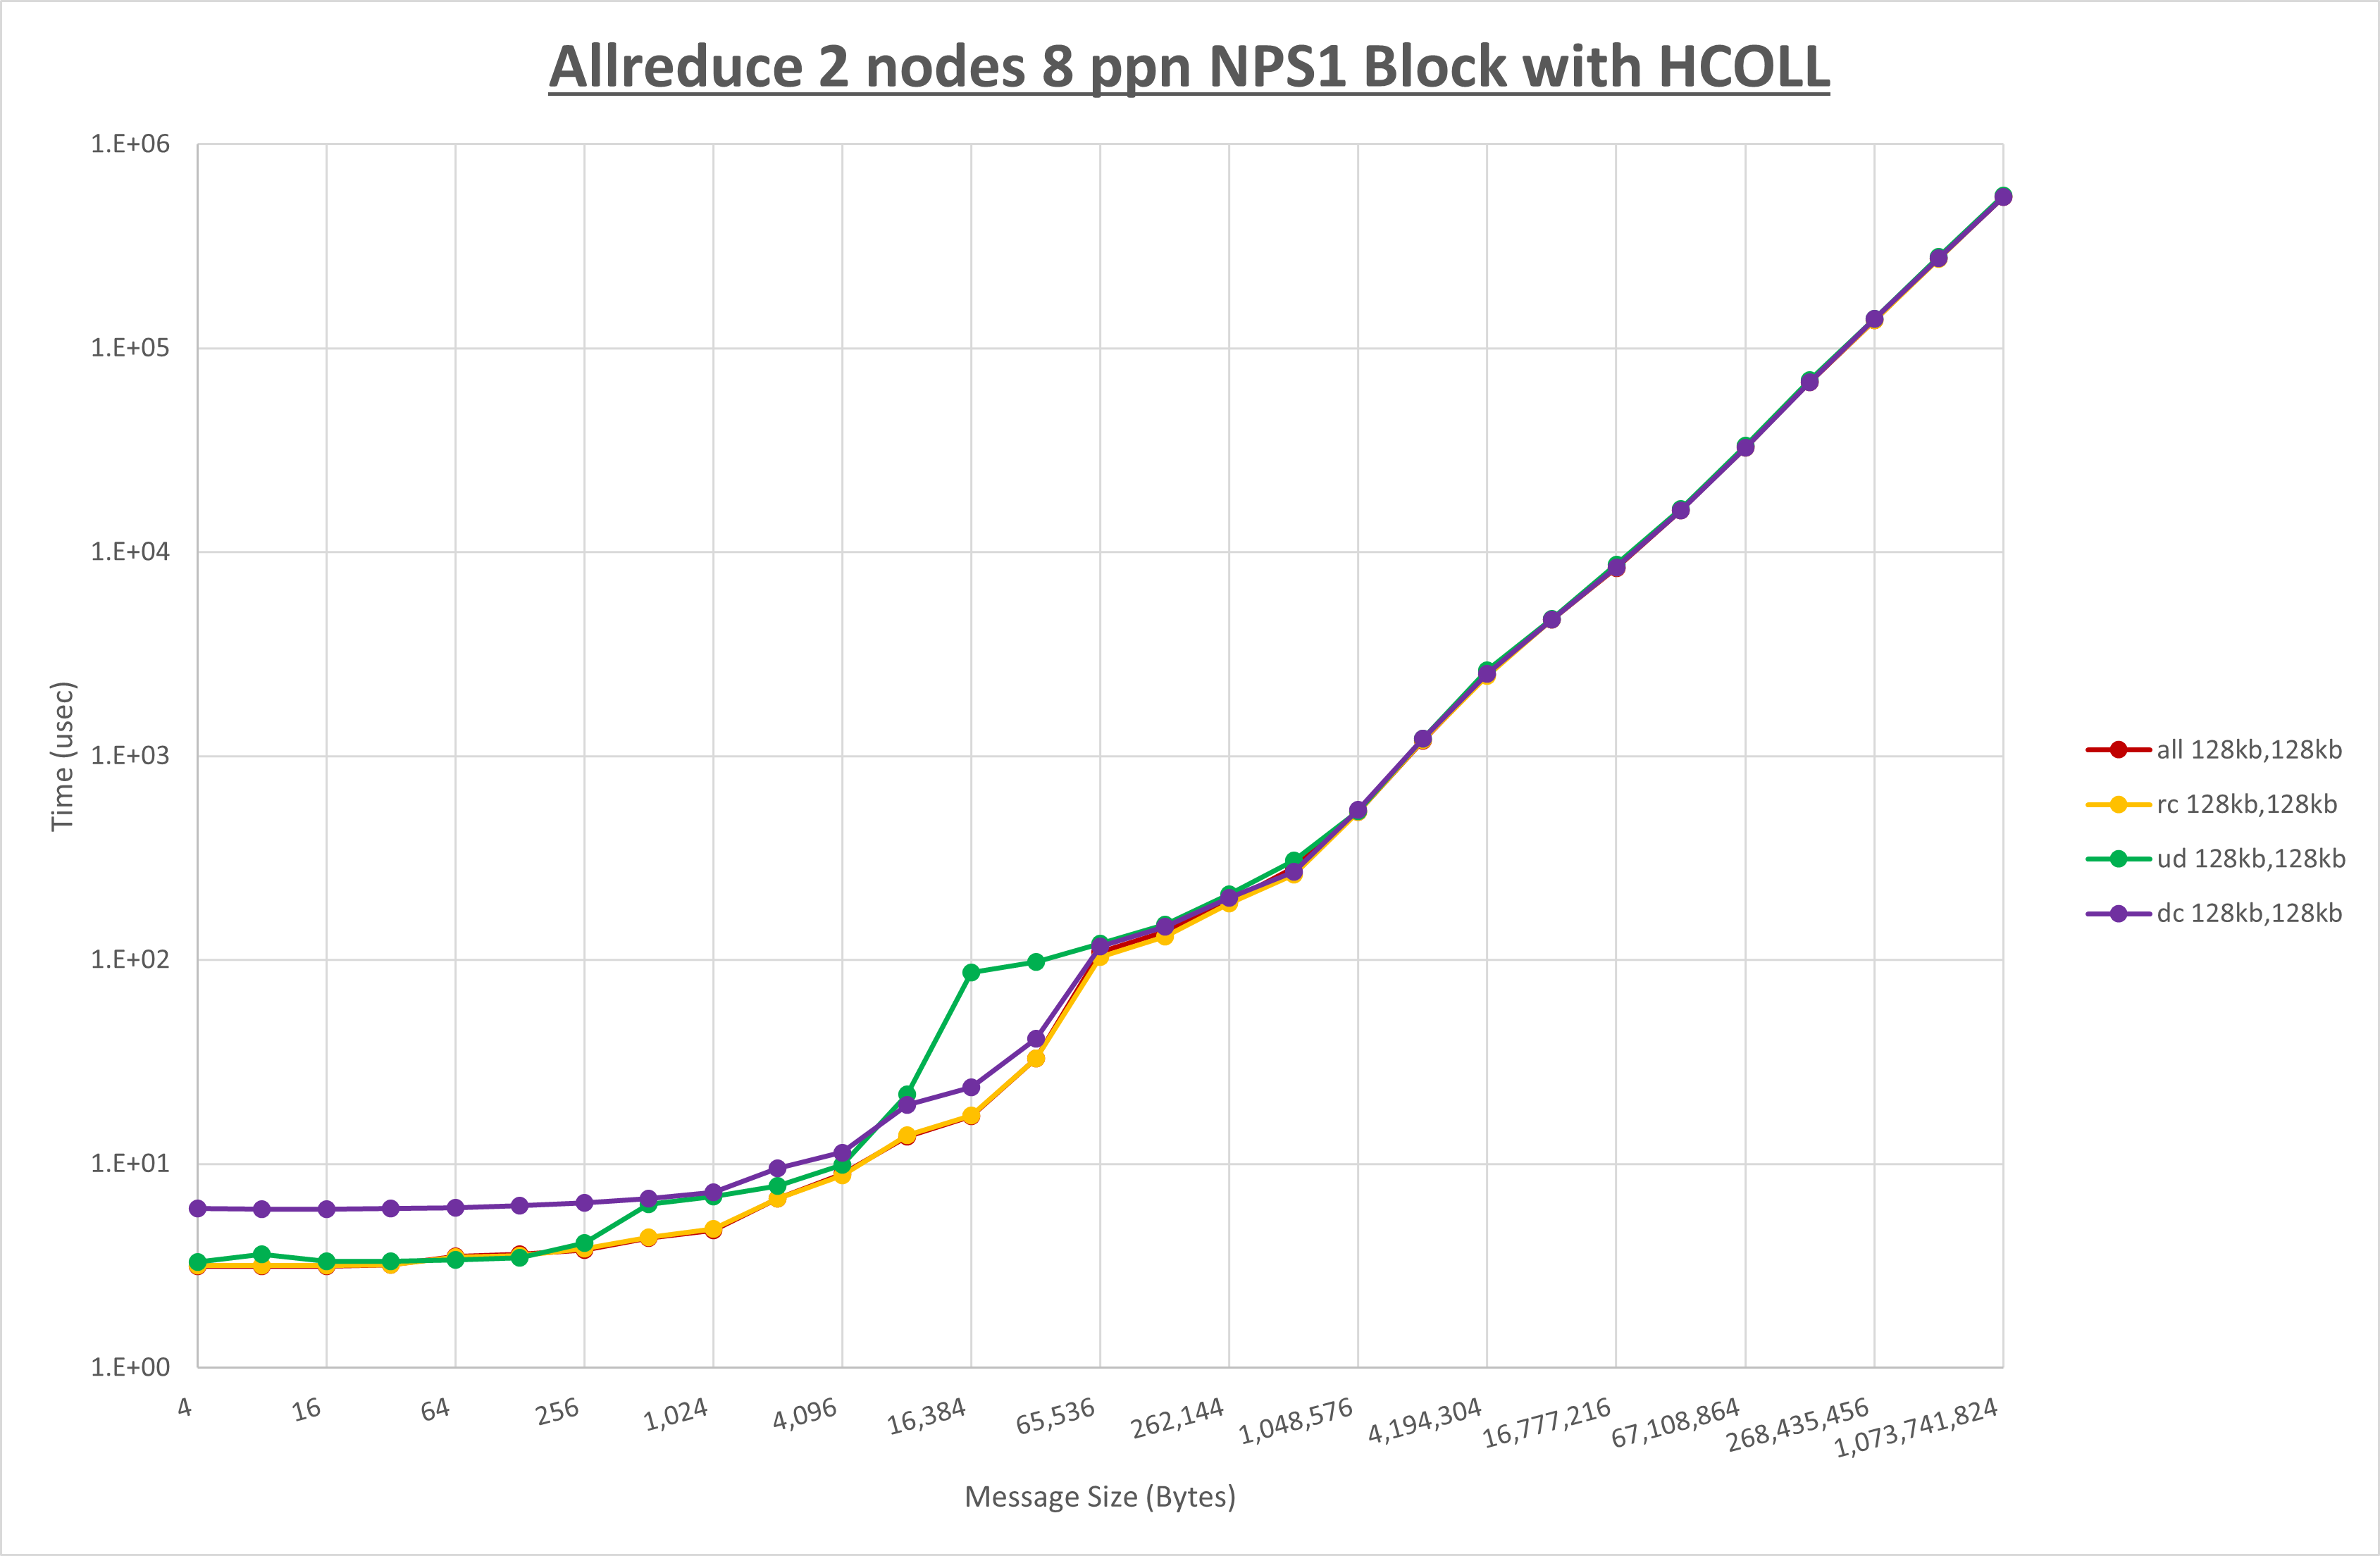 Allreduce 2 nodes 8 ppn NPS1 Block with HCOLL
1.E+06
1.E+05
1.E+04
1.E+03
1.E+02
1.E+01
1.E+00
Time (usec)
4
16
64
256
1,024
4,096
16,384
65,536
262,144
1,048,576
4,194,304
16,777,216
67,108,864
268,435,456
1,073,741,824
Message Size (Bytes)
all 128kb,128kb
rc 128kb,128kb
ud 128kb,128kb
dc 128kb,128kb